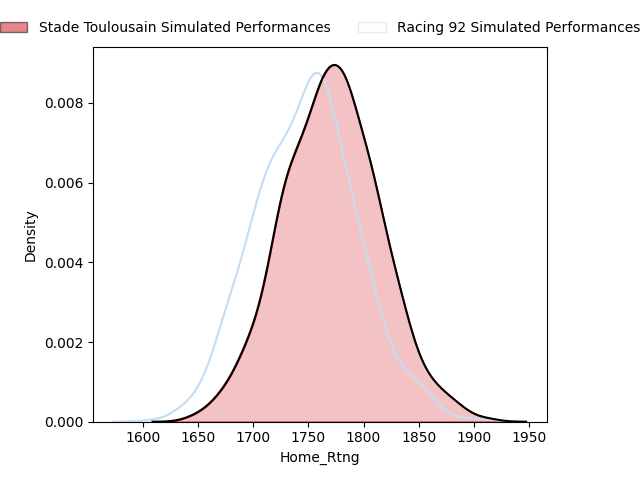 Stade Toulousain Simulated Performances
Racing 92 Simulated Performances
0.008
0.006
0.004
0.002
0.000
Density
1600 1650 1700 1750 1800 1850 1900 1950
Home_Rtng